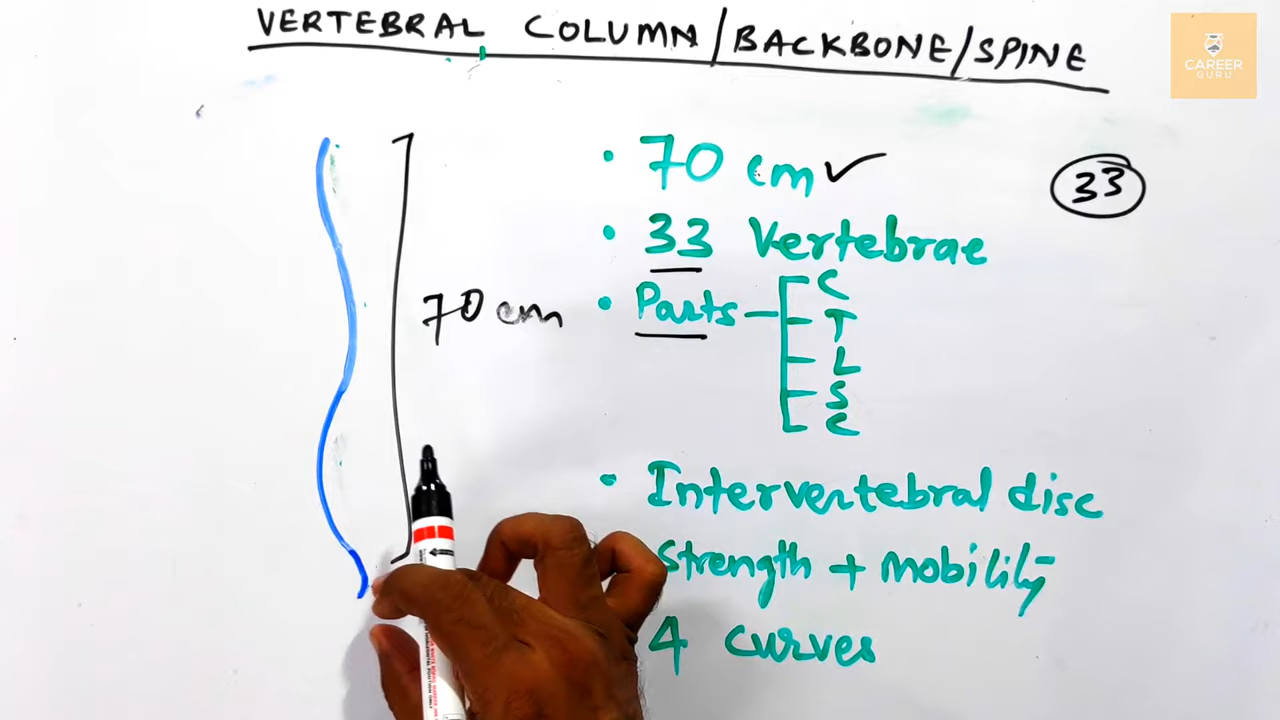 VERTEBRAL COLUMN/BACKBONE/SPINE
CAREER
GURU
• 70 cm ✓
33
• 33 Vertebrae
• Parts
C
T
L
S
C
70 cm
• Intervertebral disc
Strength + mobility
4 curves